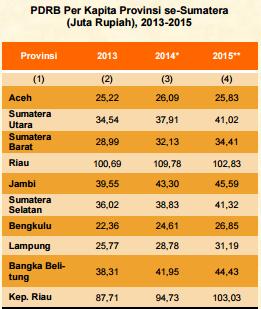 PDRB Per Kapita Provinsi se-Sumatera
(Juta Rupiah), 2013-2015
Provinsi 2013 2014* 2015**
(1) (2) (3) (4)
Aceh 25,22 26,09 25,83
Sumatera
Utara 34,54 37,91 41,02
Sumatera
Barat 28,99 32,13 34,41
Riau 100,69 109,78 102,83
Jambi 39,55 43,30 45,59
Sumatera
Selatan 36,02 38,83 41,32
Bengkulu 22,36 24,61 26,85
Lampung 25,77 28,78 31,19
Bangka Beli-
tung 38,31 41,95 44,43
Kep. Riau 87,71 94,73 103,03